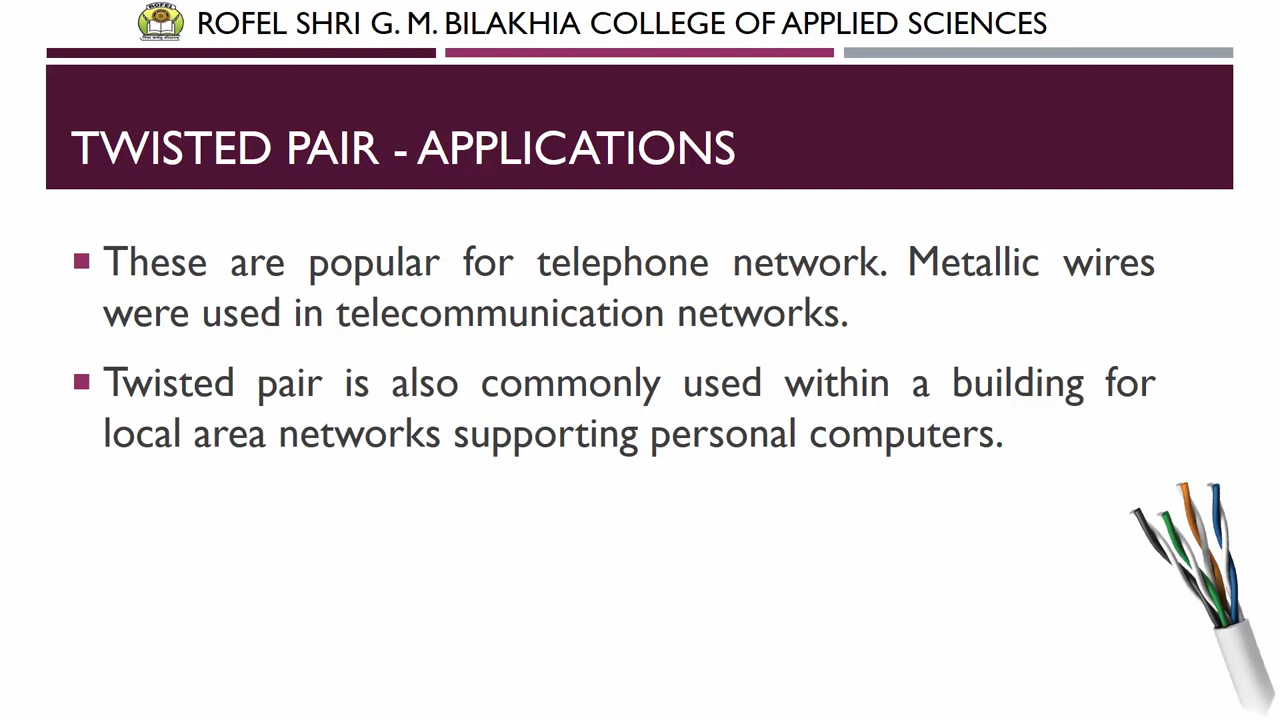 ROFEL
ROFEL SHRI G. M. BILAKHIA COLLEGE OF APPLIED SCIENCES
TWISTED PAIR - APPLICATIONS
These are popular for telephone network. Metallic wires
were used in telecommunication networks.
Twisted pair is also commonly used within a building for
local area networks supporting personal computers.